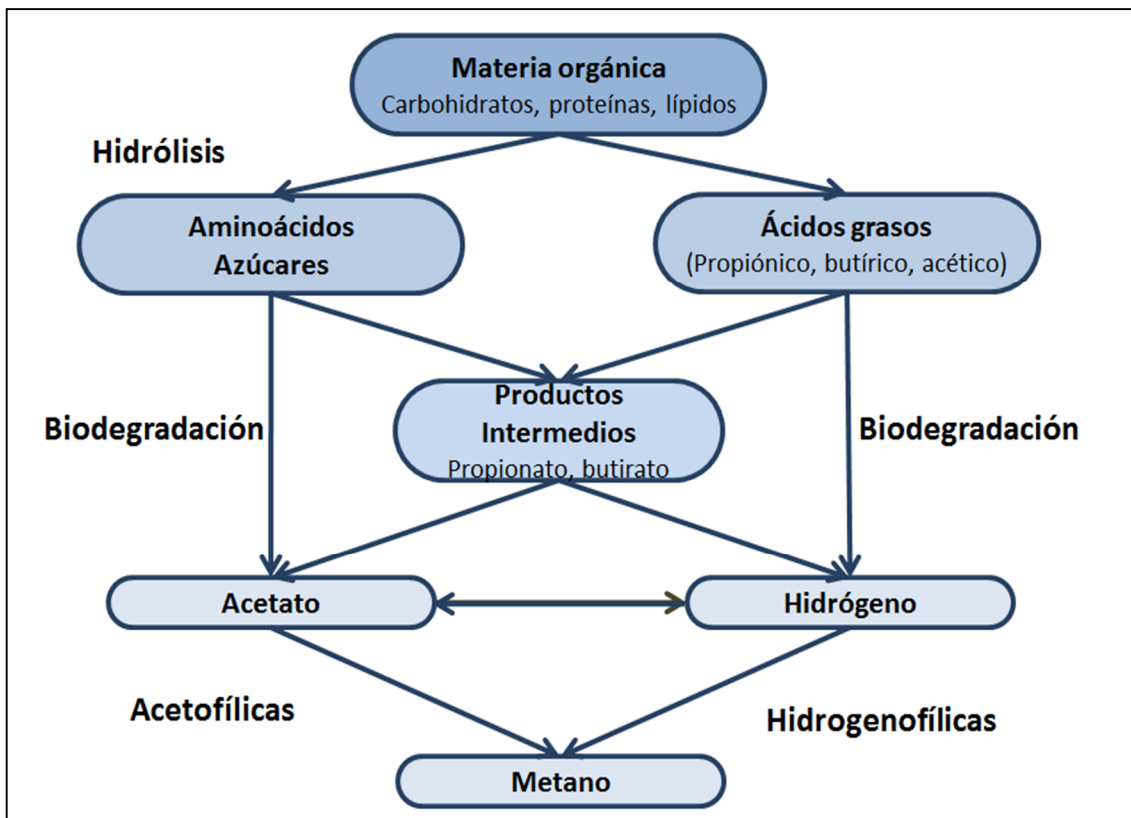 Materia orgánica
Carbohidratos, proteínas, lípidos
Hidrólisis
Aminoácidos
Azúcares
Ácidos grasos
(Propiónico, butírico, acético)
Productos
Intermedios
Propionato, butirato
Biodegradación
Biodegradación
Acetato
Hidrógeno
Acetofílicas
Hidrogenofílicas
Metano